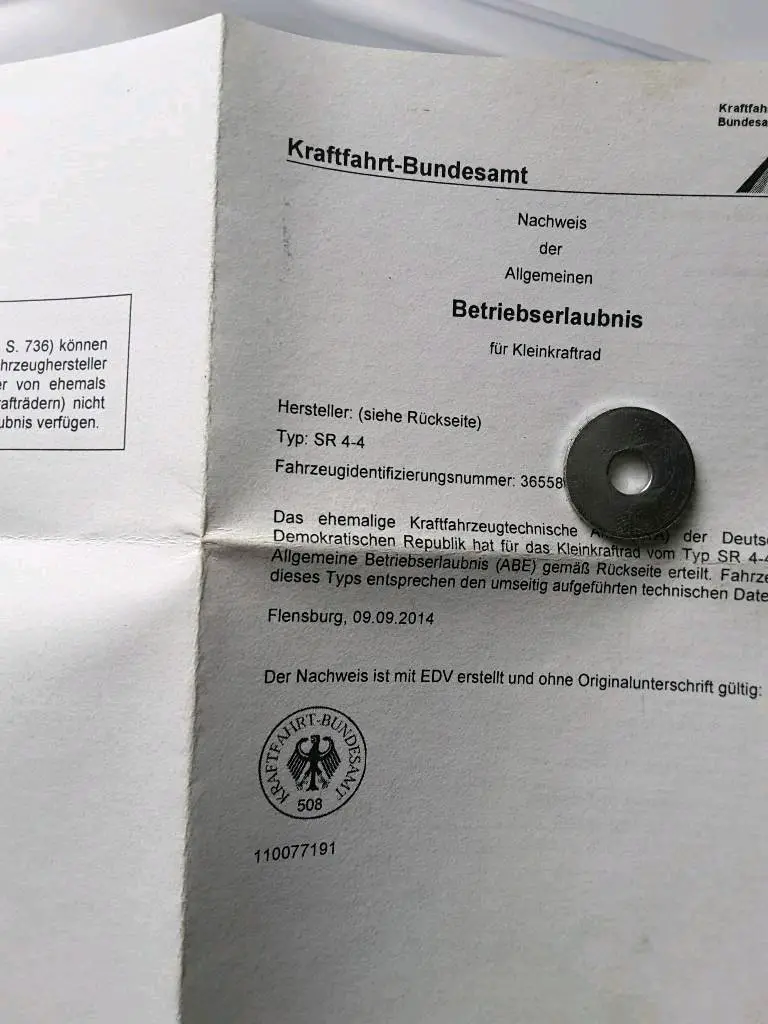 S. 736) können
hrzeughersteller
er von ehemals
rafträdern) nicht
ubnis verfügen.
Kraftfah
Bundesa
Kraftfahrt-Bundesamt
Nachweis
der
Allgemeinen
Betriebserlaubnis
für Kleinkraftrad
Hersteller: (siehe Rückseite)
Typ: SR 4-4
Fahrzeugidentifizierungsnummer: 36558
Das ehemalige Kraftfahrzeugtechnische der Deuts
Demokratischen Republik hat für das Kleinkraftrad vom Typ SR 4-4
Allgemeine Betriebserlaubnis (ABE) gemäß Rückseite erteilt. Fahrze
dieses Typs entsprechen den umseitig aufgeführten technischen Date
Flensburg, 09.09.2014
Der Nachweis ist mit EDV erstellt und ohne Originalunterschrift gültig:
KRAFTFAHRT-BUNDESAMT
508
110077191